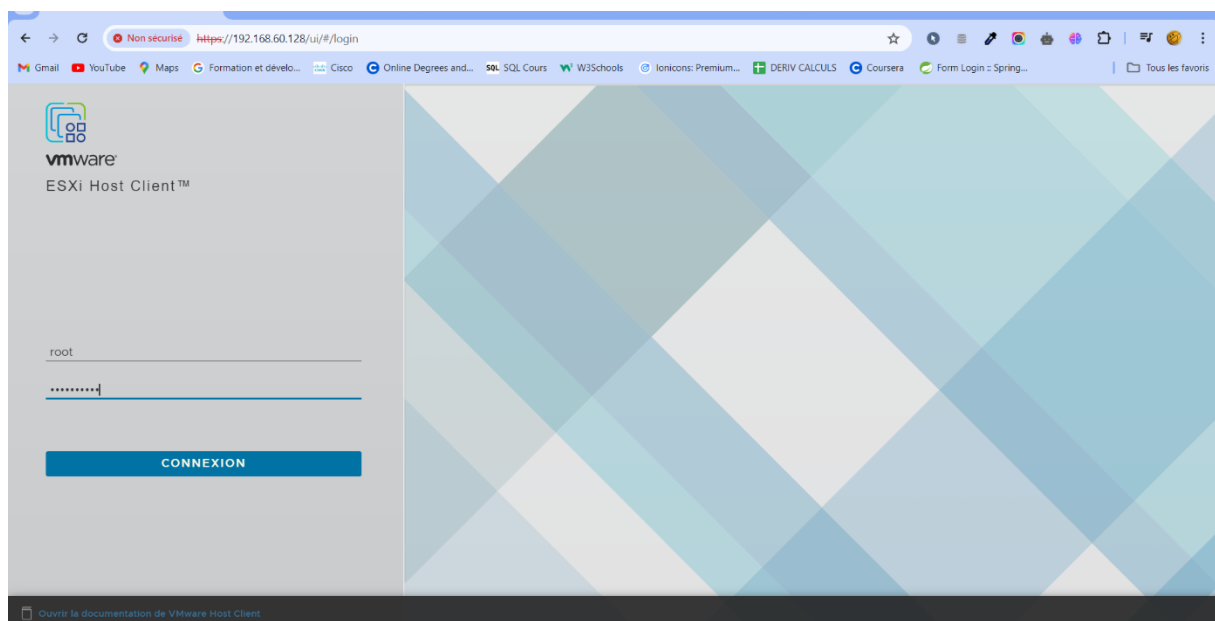 Non sécurisé https://192.168.60.128/ui/#/login
Gmail YouTube Maps Formation et dévelo... Cisco Online Degrees and... SQL SQL Cours W3Schools Ionicons: Premium... DERIV CALCULS Coursera Form Login :: Spring... Tous les favoris
vmware
ESXi Host Client™
root
CONNEXION
Ouvrir la documentation de VMware Host Client